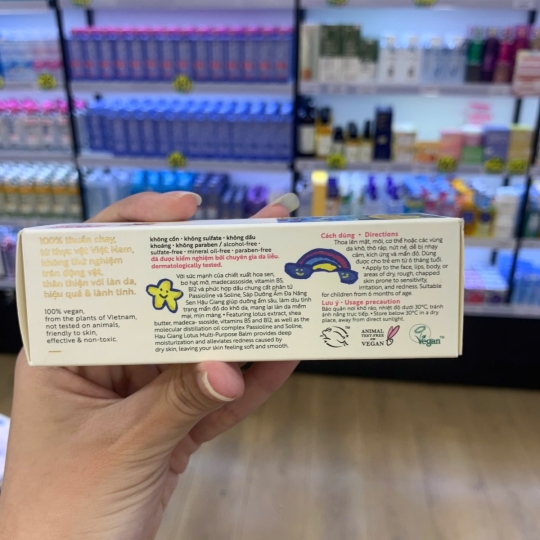 100% thuần chay,
từ thực vật Việt Nam,
không thử nghiệm
trên động vật,
thân thiện với làn da,
hiệu quả & lành tính.
100% vegan,
from the plants of Vietnam,
not tested on animals,
friendly to skin,
effective & non-toxic.
không cồn • không sulfate • không dầu
khoáng • không paraben / alcohol-free •
sulfate-free • mineral oil-free • paraben-free
đã được kiểm nghiệm bởi chuyên gia da liễu.
dermatologically tested.
Với sức mạnh của chiết xuất hoa sen,
bơ hạt mỡ, madecassoside, vitamin B5,
B12 và phức hợp dầu chưng cất phân tử
Passioline và Soline, Sáp Dưỡng Ẩm Đa Năng
Sen Hậu Giang giúp dưỡng ẩm sâu, làm dịu tình
trạng mẩn đỏ do khô da, mang lại làn da mềm
mại, mịn màng. • Featuring lotus extract, shea
butter, madecassoside, vitamins B5 and B12, as well as the
molecular distillation oil complex Passioline and Soline,
Hau Giang Lotus Multi-Purpose Balm provides deep
moisturization and alleviates redness caused by
dry skin, leaving your skin feeling soft and smooth.
Cách dùng • Directions
Thoa lên mặt, môi, cơ thể hoặc các vùng
da khô, thô ráp, nứt nẻ, dễ bị nhạy
cảm, kích ứng và mẩn đỏ. Dùng
được cho trẻ em từ 6 tháng tuổi.
• Apply to the face, lips, body, or
areas of dry, rough, chapped
skin prone to sensitivity,
irritation, and redness. Suitable
for children from 6 months of age.
Lưu ý • Usage precaution
Bảo quản nơi khô ráo, nhiệt độ dưới 30°C, tránh
ánh nắng trực tiếp. • Store below 30°C in a dry
place, away from direct sunlight.
ANIMAL
TEST-FREE
VEGAN
Vegan